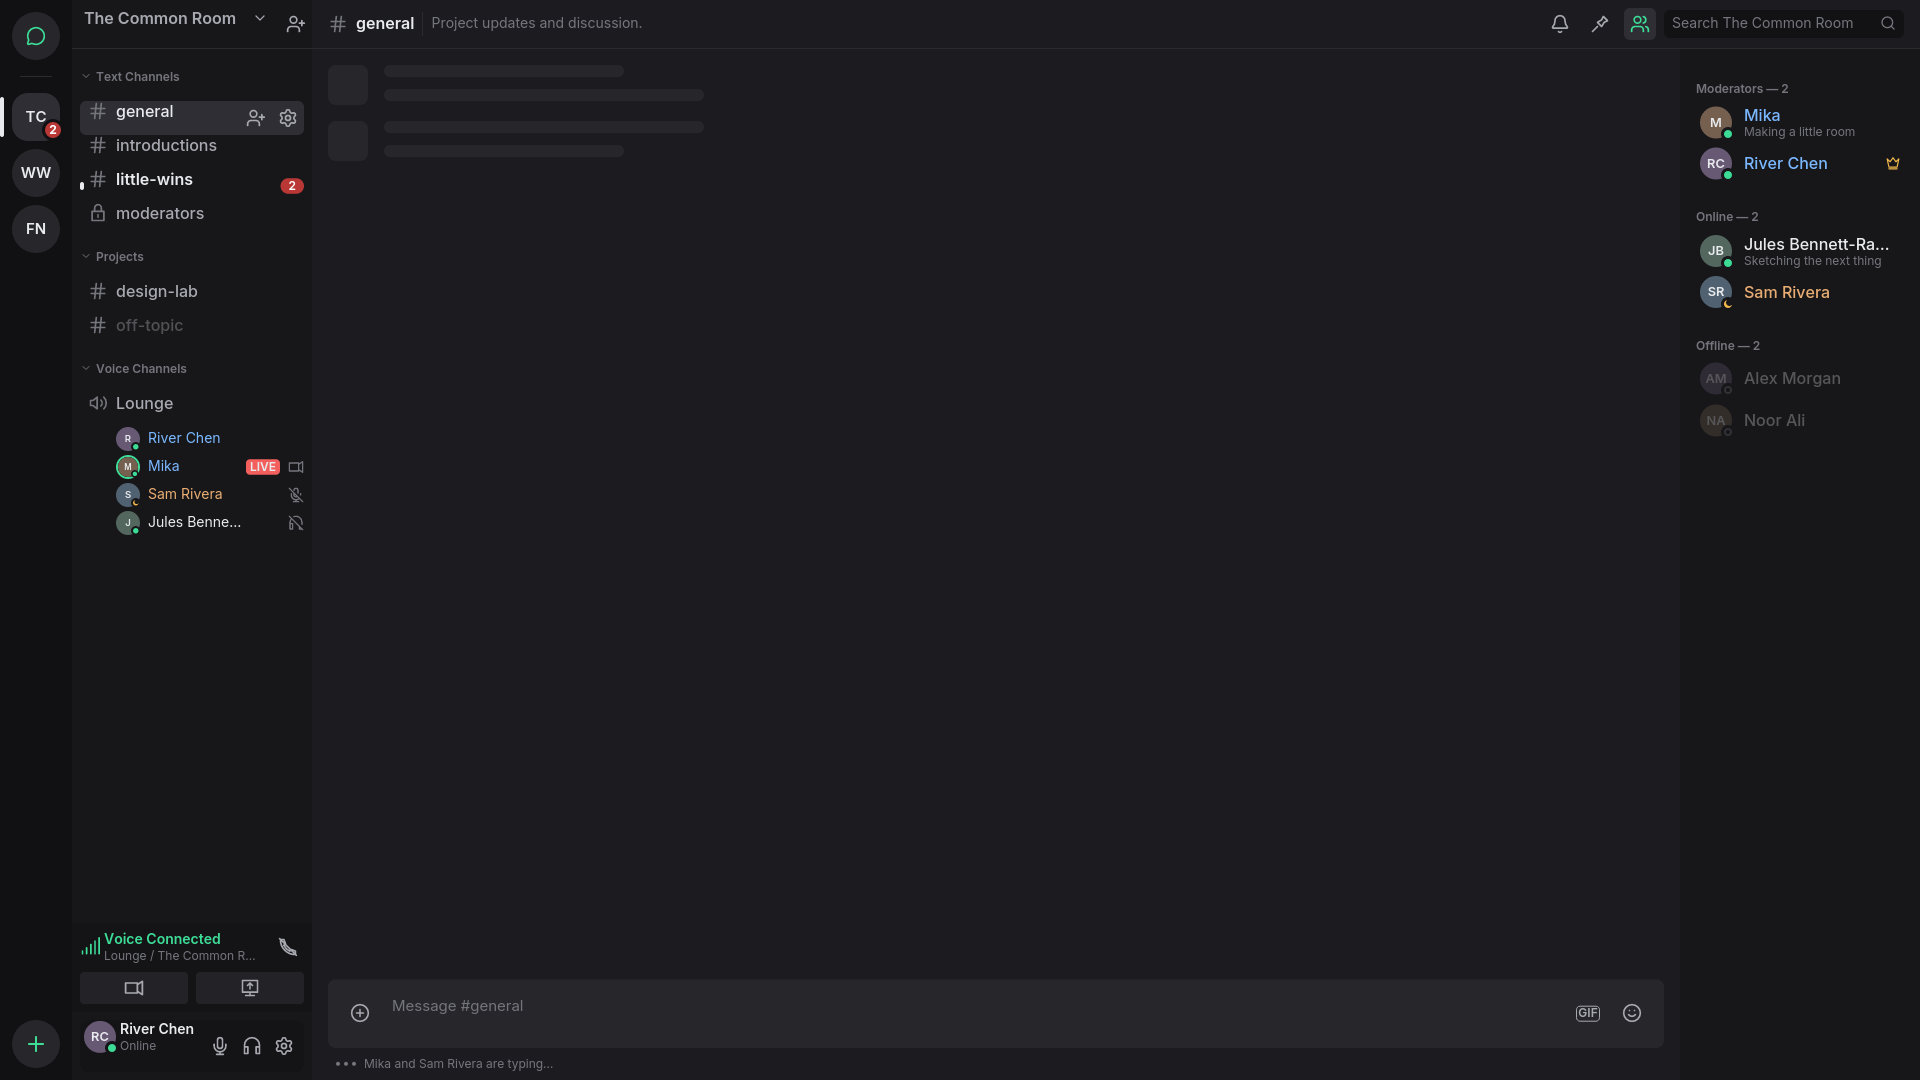 The Common Room
TC
2
WW
FN
Text Channels
general
introductions
little-wins
2
moderators
Projects
design-lab
off-topic
Voice Channels
Lounge
R
River Chen
M
Mika
LIVE
S
Sam Rivera
J
Jules Benne...
Voice Connected
Lounge / The Common R...
RC
River Chen
Online
general
Project updates and discussion.
Search The Common Room
Message #general
GIF
Mika and Sam Rivera are typing...
Moderators — 2
M
Mika
Making a little room
RC
River Chen
Online — 2
JB
Jules Bennett-Ra...
Sketching the next thing
SR
Sam Rivera
Offline — 2
AM
Alex Morgan
NA
Noor Ali